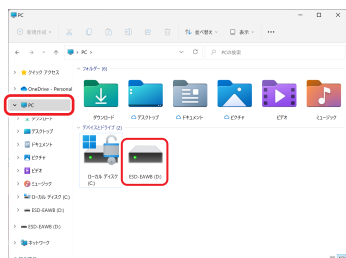 PC
新規作成
並べ替え
表示
PC
PCの検索
クイック アクセス
OneDrive - Personal
PC
ダウンロード
デスクトップ
ドキュメント
ピクチャ
ビデオ
ミュージック
ローカル ディスク (C:)
ESD-EAWB (D:)
ESD-EAWB (D:)
ネットワーク
フォルダー (6)
ダウンロード
デスクトップ
ドキュメント
ピクチャ
ビデオ
ミュージック
デバイスとドライブ (2)
ローカル ディスク
(C:)
ESD-EAWB (D:)